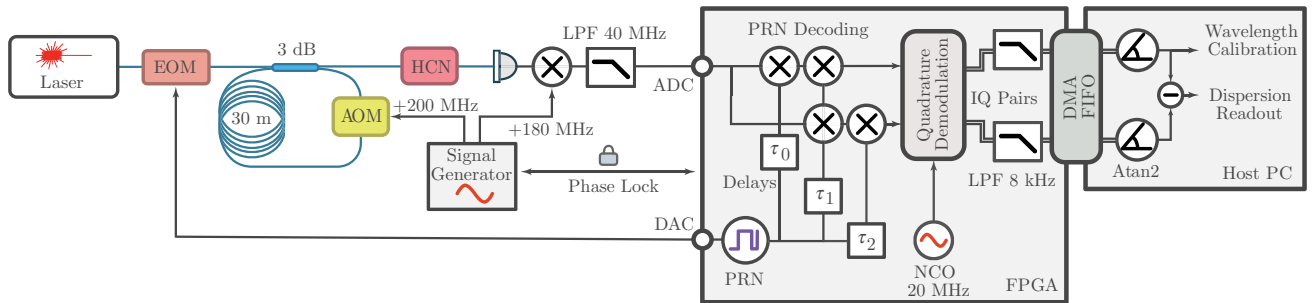 Laser
EOM
3 dB
30 m
AOM
HCN
+200 MHz
+180 MHz
Signal
Generator
LPF 40 MHz
ADC
Phase Lock
DAC
PRN Decoding
τ0
Delays
τ1
τ2
PRN
Quadrature
Demodulation
NCO
20 MHz
IQ Pairs
LPF 8 kHz
FPGA
DMA
FIFO
Atan2
Wavelength
Calibration
Dispersion
Readout
Host PC